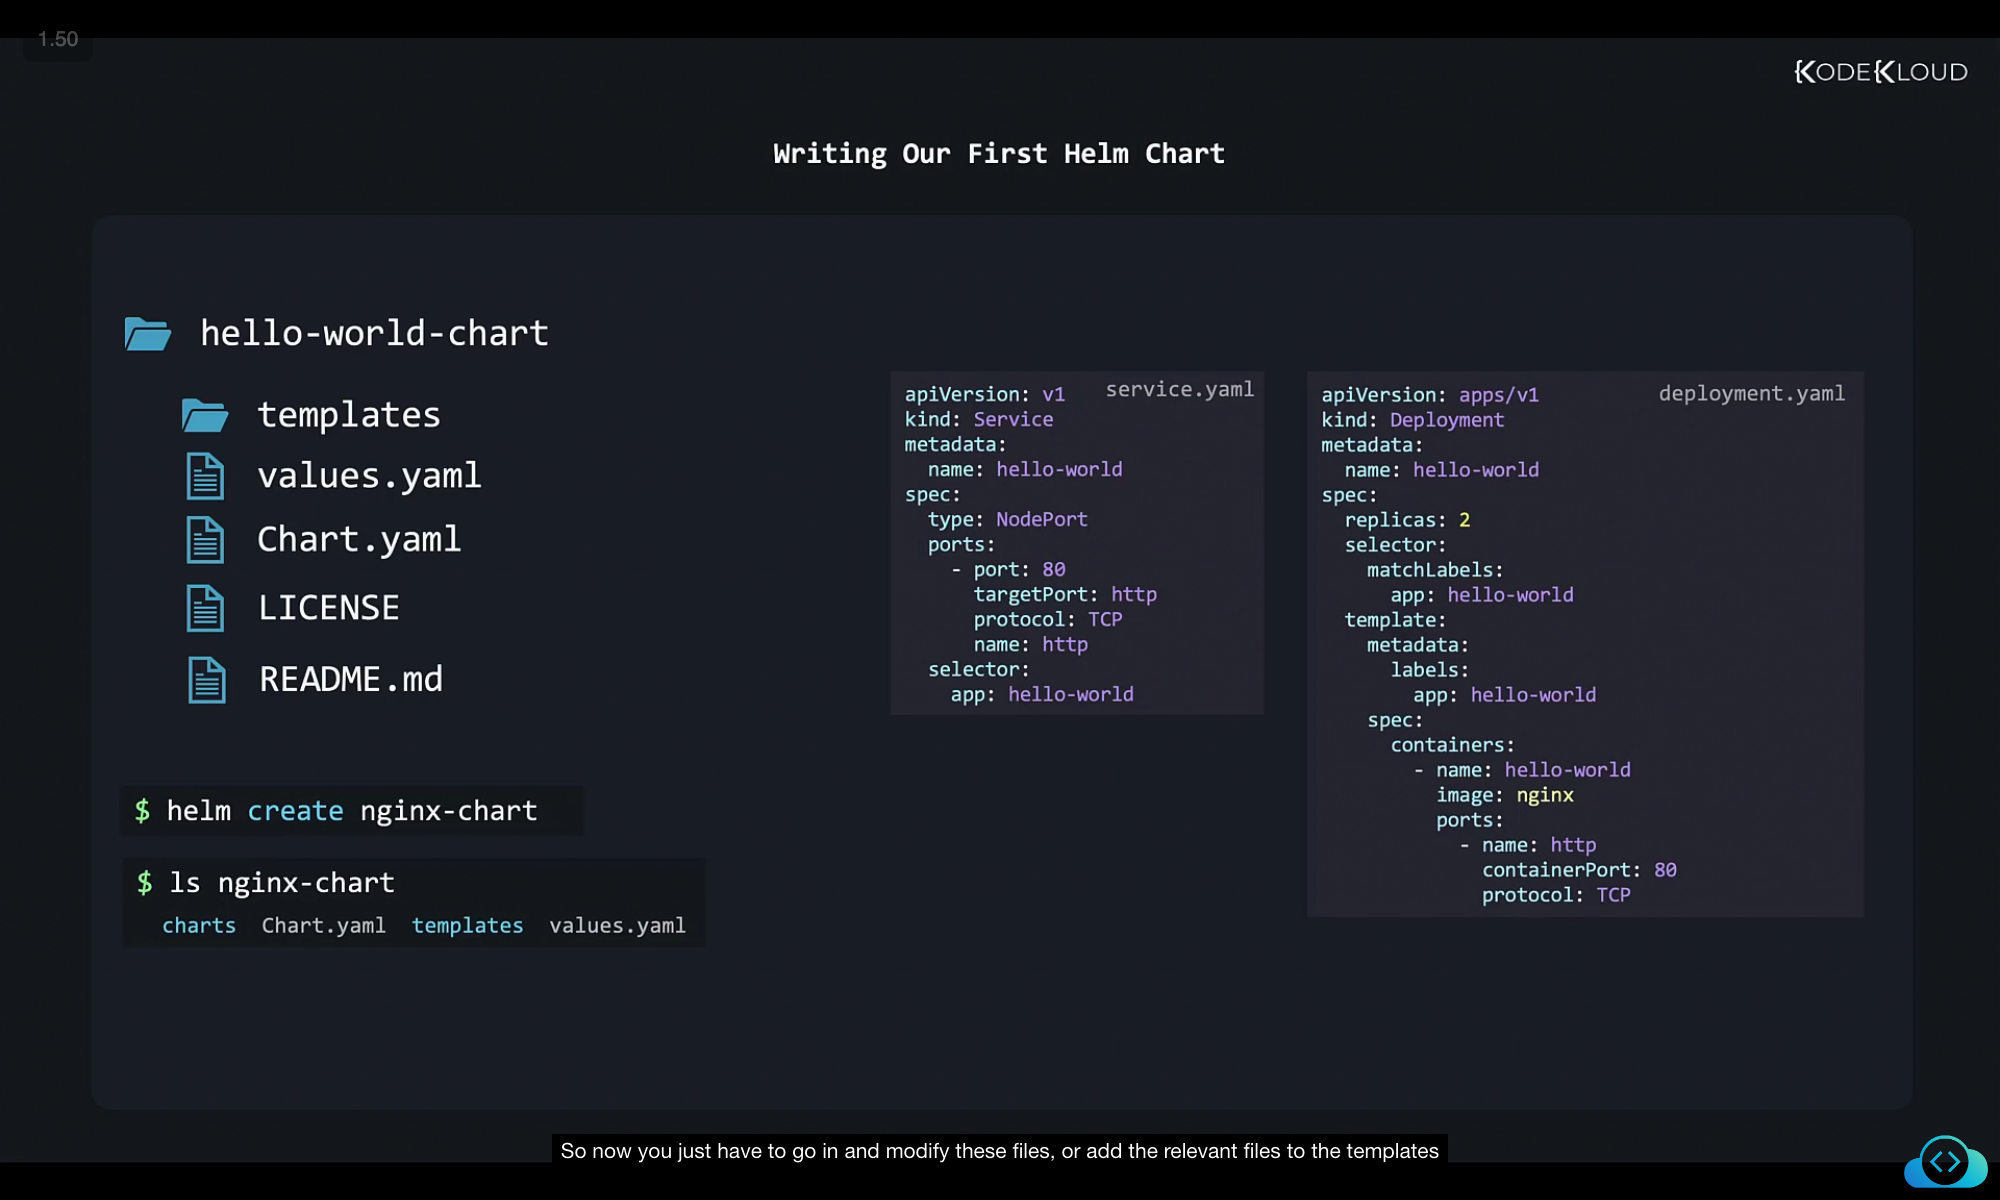 1.50
KODEKLOUD
Writing Our First Helm Chart
hello-world-chart
templates
values.yaml
Chart.yaml
LICENSE
README.md
$ helm create nginx-chart
$ ls nginx-chart
charts Chart.yaml templates values.yaml
service.yaml
apiVersion: v1
kind: Service
metadata:
  name: hello-world
spec:
  type: NodePort
  ports:
    - port: 80
      targetPort: http
      protocol: TCP
      name: http
  selector:
    app: hello-world
deployment.yaml
apiVersion: apps/v1
kind: Deployment
metadata:
  name: hello-world
spec:
  replicas: 2
  selector:
    matchLabels:
      app: hello-world
  template:
    metadata:
      labels:
        app: hello-world
    spec:
      containers:
        - name: hello-world
          image: nginx
          ports:
            - name: http
              containerPort: 80
              protocol: TCP
So now you just have to go in and modify these files, or add the relevant files to the templates